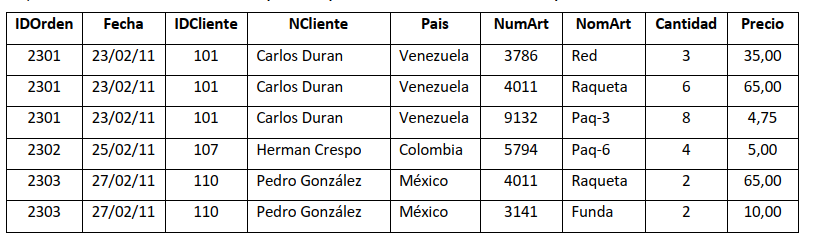 IDOrden Fecha IDCliente NCliente Pais NumArt NomArt Cantidad Precio
2301 23/02/11 101 Carlos Duran Venezuela 3786 Red 3 35,00
2301 23/02/11 101 Carlos Duran Venezuela 4011 Raqueta 6 65,00
2301 23/02/11 101 Carlos Duran Venezuela 9132 Paq-3 8 4,75
2302 25/02/11 107 Herman Crespo Colombia 5794 Paq-6 4 5,00
2303 27/02/11 110 Pedro González México 4011 Raqueta 2 65,00
2303 27/02/11 110 Pedro González México 3141 Funda 2 10,00